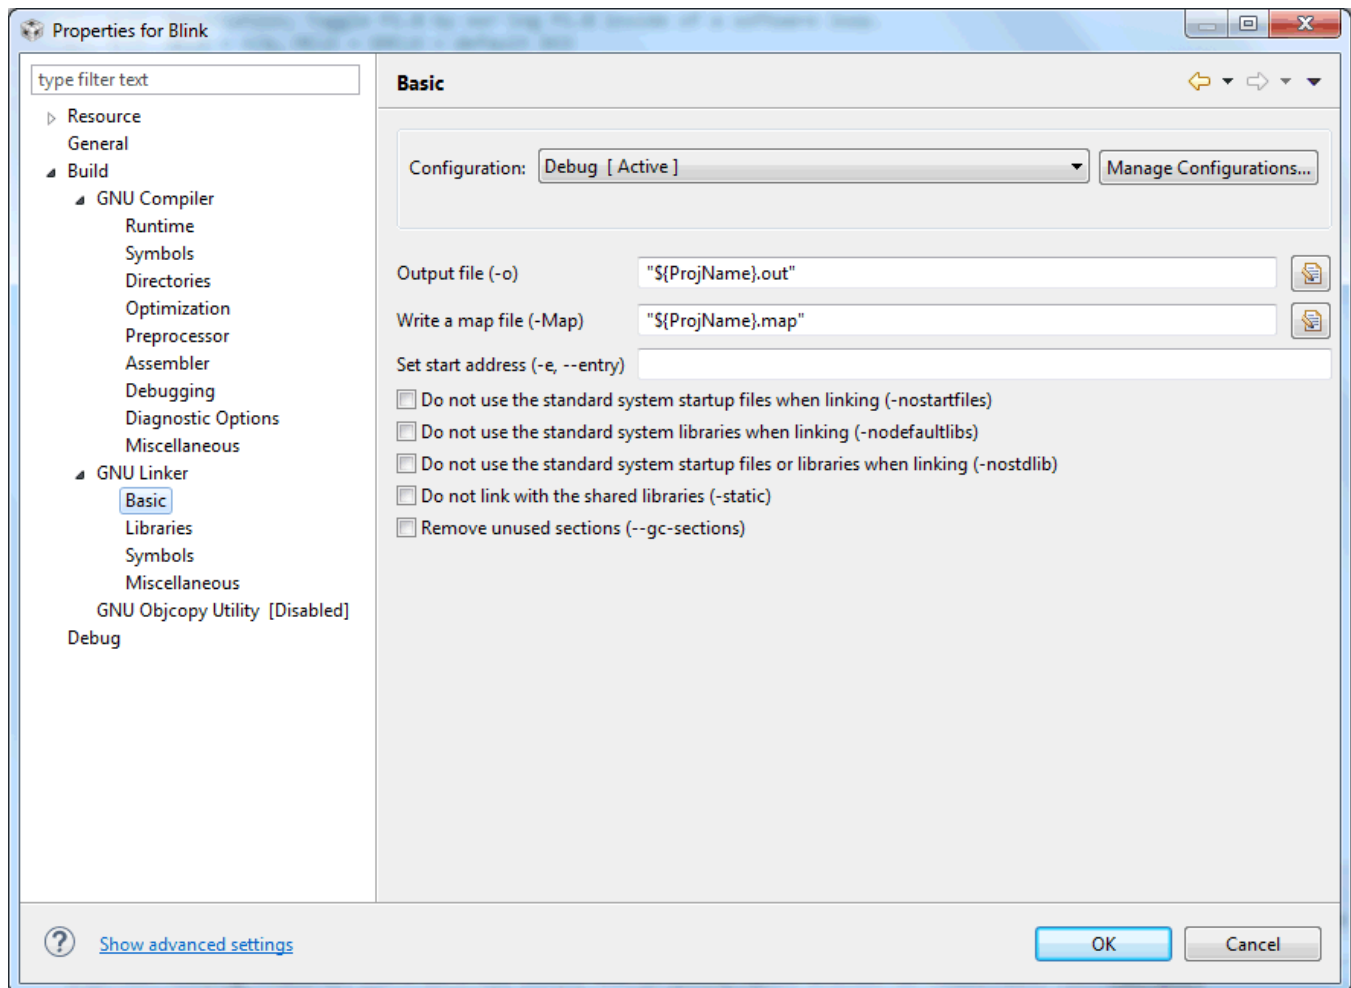 Properties for Blink
type filter text
Resource
General
Build
GNU Compiler
Runtime
Symbols
Directories
Optimization
Preprocessor
Assembler
Debugging
Diagnostic Options
Miscellaneous
GNU Linker
Basic
Libraries
Symbols
Miscellaneous
GNU Objcopy Utility [Disabled]
Debug
Basic
Configuration: Debug [ Active ] Manage Configurations...
Output file (-o) "${ProjName}.out"
Write a map file (-Map) "${ProjName}.map"
Set start address (-e, --entry)
Do not use the standard system startup files when linking (-nostartfiles)
Do not use the standard system libraries when linking (-nodefaultlibs)
Do not use the standard system startup files or libraries when linking (-nostdlib)
Do not link with the shared libraries (-static)
Remove unused sections (--gc-sections)
Show advanced settings
OK Cancel